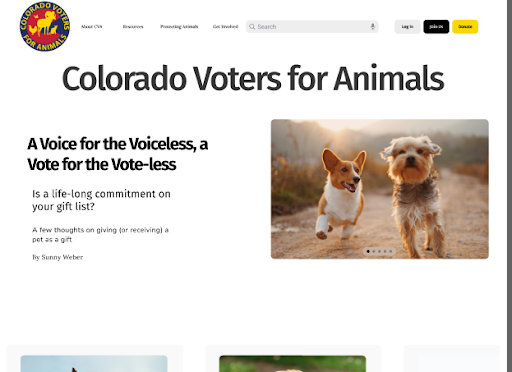 COLORADO VOTERS
FOR ANIMALS
About CVA Resources Protecting Animals Get Involved Search Log In Join Us Donate
Colorado Voters for Animals
A Voice for the Voiceless, a
Vote for the Vote-less
Is a life-long commitment on
your gift list?
A few thoughts on giving (or receiving) a
pet as a gift
By Sunny Weber